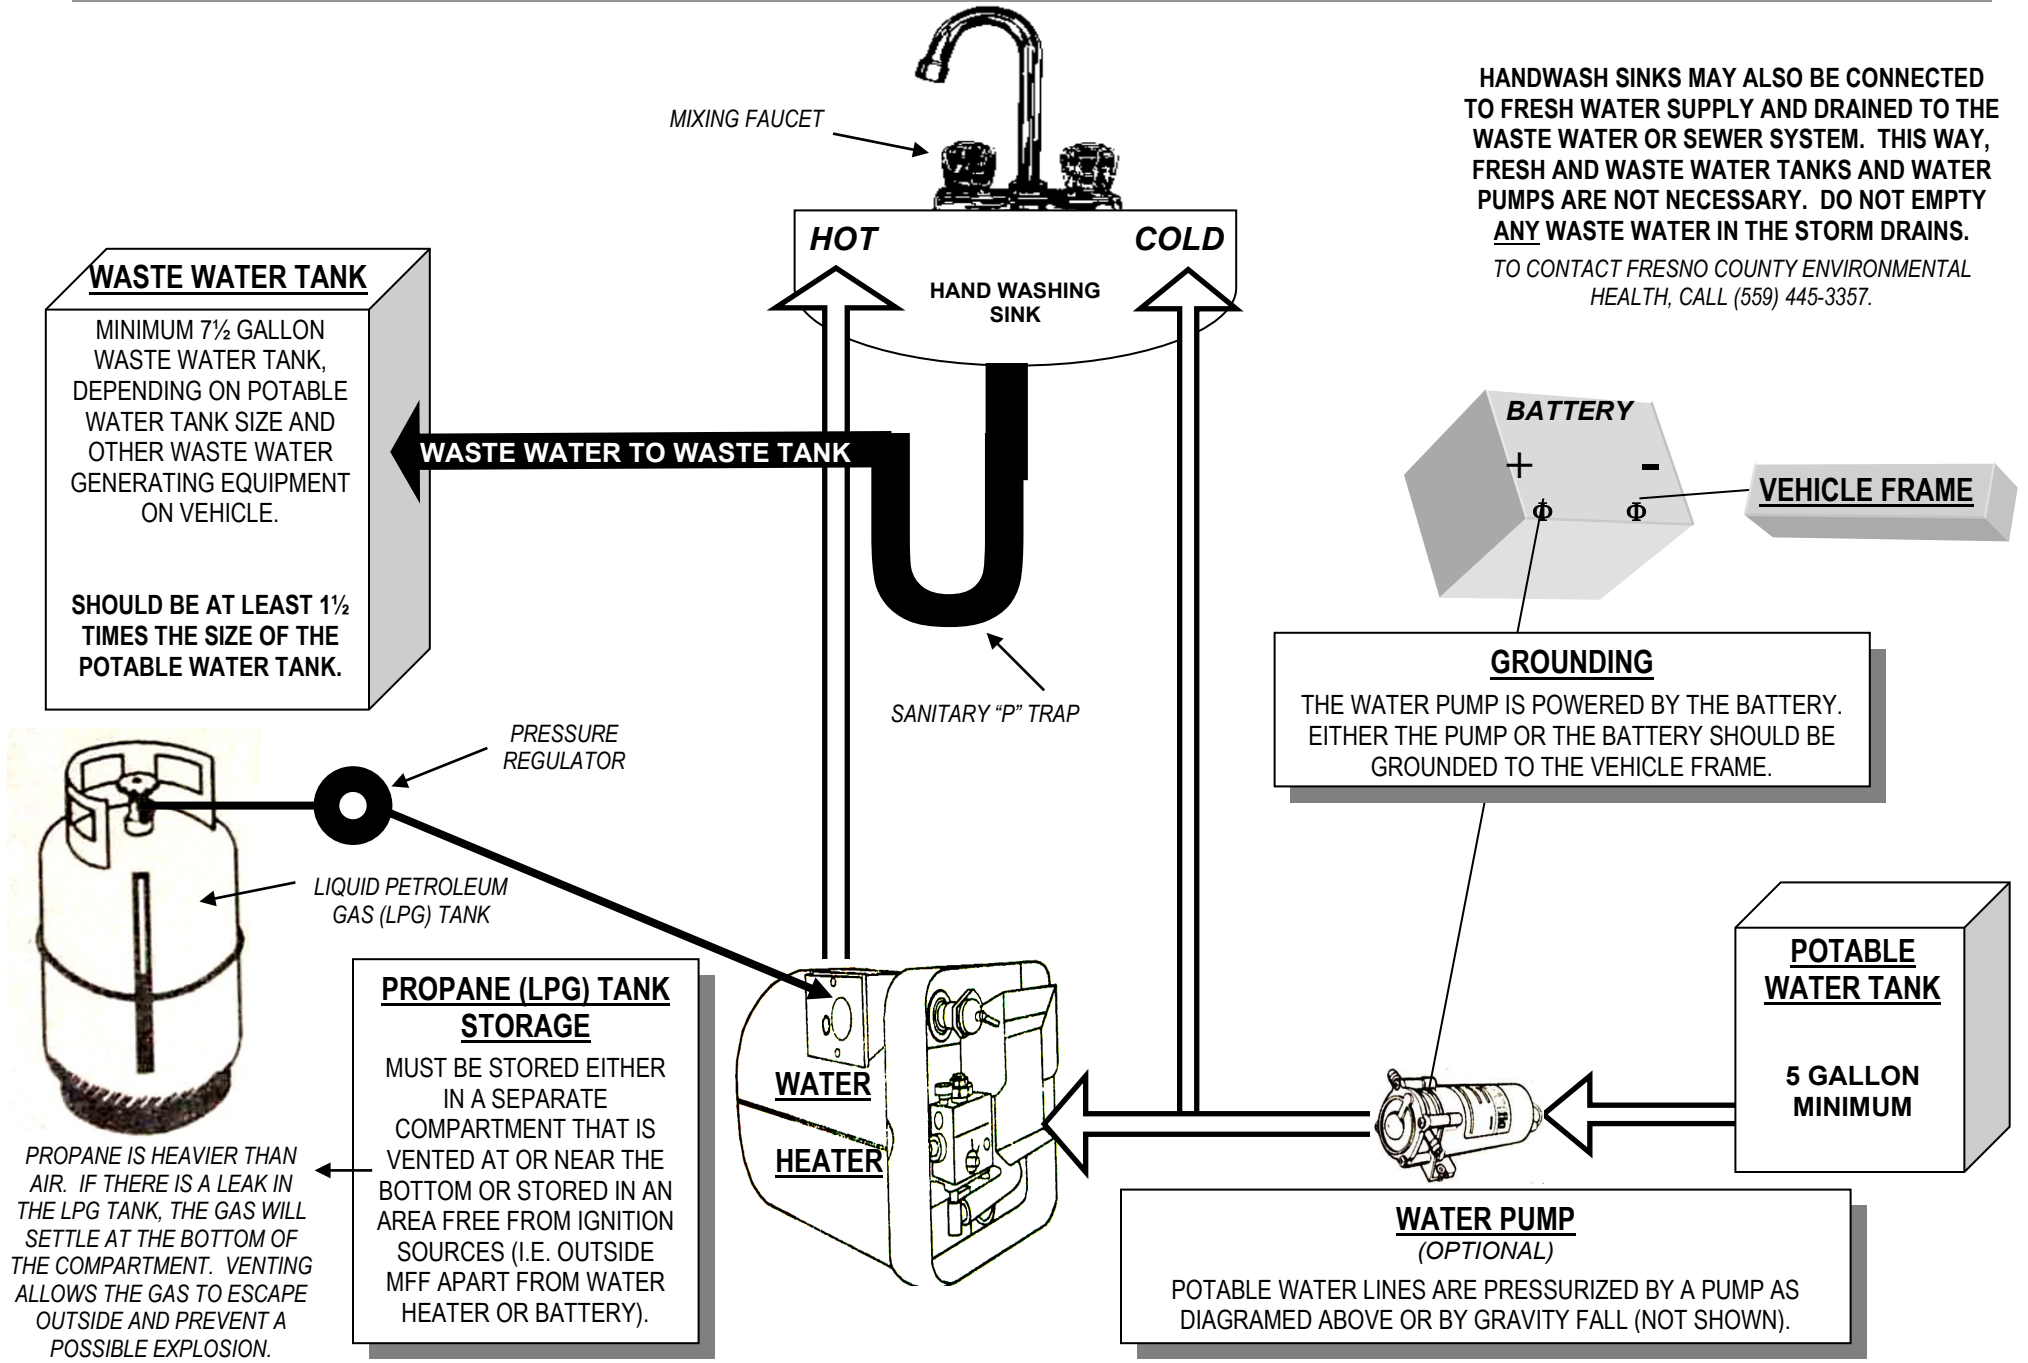 MIXING FAUCET
HANDWASH SINKS MAY ALSO BE CONNECTED
TO FRESH WATER SUPPLY AND DRAINED TO THE
WASTE WATER OR SEWER SYSTEM. THIS WAY,
FRESH AND WASTE WATER TANKS AND WATER
PUMPS ARE NOT NECESSARY. DO NOT EMPTY
ANY WASTE WATER IN THE STORM DRAINS.
TO CONTACT FRESNO COUNTY ENVIRONMENTAL
HEALTH, CALL (559) 445-3357.
HOT
COLD
HAND WASHING
SINK
WASTE WATER TANK
MINIMUM 7½ GALLON
WASTE WATER TANK,
DEPENDING ON POTABLE
WATER TANK SIZE AND
OTHER WASTE WATER
GENERATING EQUIPMENT
ON VEHICLE.
SHOULD BE AT LEAST 1½
TIMES THE SIZE OF THE
POTABLE WATER TANK.
WASTE WATER TO WASTE TANK
BATTERY
+ -
Φ Φ
VEHICLE FRAME
SANITARY “P” TRAP
GROUNDING
THE WATER PUMP IS POWERED BY THE BATTERY.
EITHER THE PUMP OR THE BATTERY SHOULD BE
GROUNDED TO THE VEHICLE FRAME.
PRESSURE
REGULATOR
LIQUID PETROLEUM
GAS (LPG) TANK
PROPANE (LPG) TANK
STORAGE
MUST BE STORED EITHER
IN A SEPARATE
COMPARTMENT THAT IS
VENTED AT OR NEAR THE
BOTTOM OR STORED IN AN
AREA FREE FROM IGNITION
SOURCES (I.E. OUTSIDE
MFF APART FROM WATER
HEATER OR BATTERY).
PROPANE IS HEAVIER THAN
AIR. IF THERE IS A LEAK IN
THE LPG TANK, THE GAS WILL
SETTLE AT THE BOTTOM OF
THE COMPARTMENT. VENTING
ALLOWS THE GAS TO ESCAPE
OUTSIDE AND PREVENT A
POSSIBLE EXPLOSION.
WATER
HEATER
POTABLE
WATER TANK
5 GALLON
MINIMUM
WATER PUMP
(OPTIONAL)
POTABLE WATER LINES ARE PRESSURIZED BY A PUMP AS
DIAGRAMED ABOVE OR BY GRAVITY FALL (NOT SHOWN).